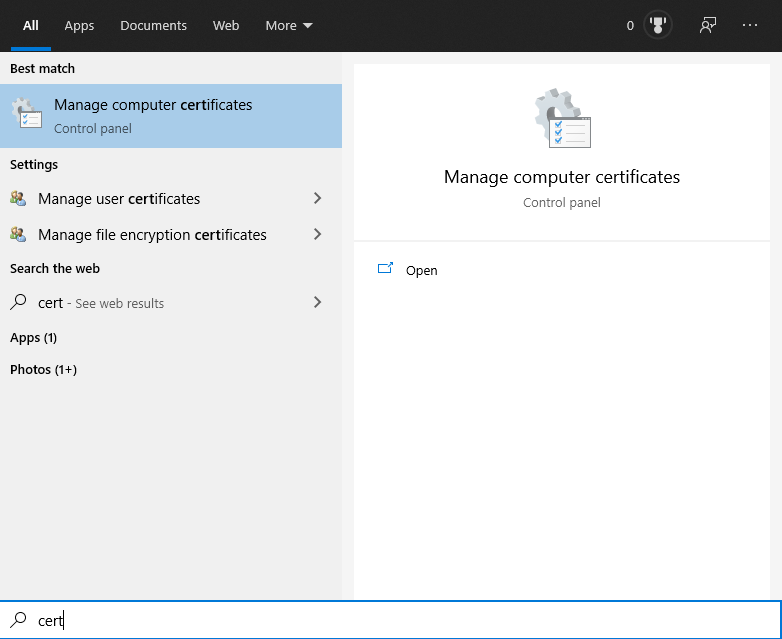 All Apps Documents Web More 0 ...
Best match
Manage computer certificates
Control panel
Settings
Manage user certificates
Manage file encryption certificates
Search the web
cert - See web results
Apps (1)
Photos (1+)
Manage computer certificates
Control panel
Open
cert